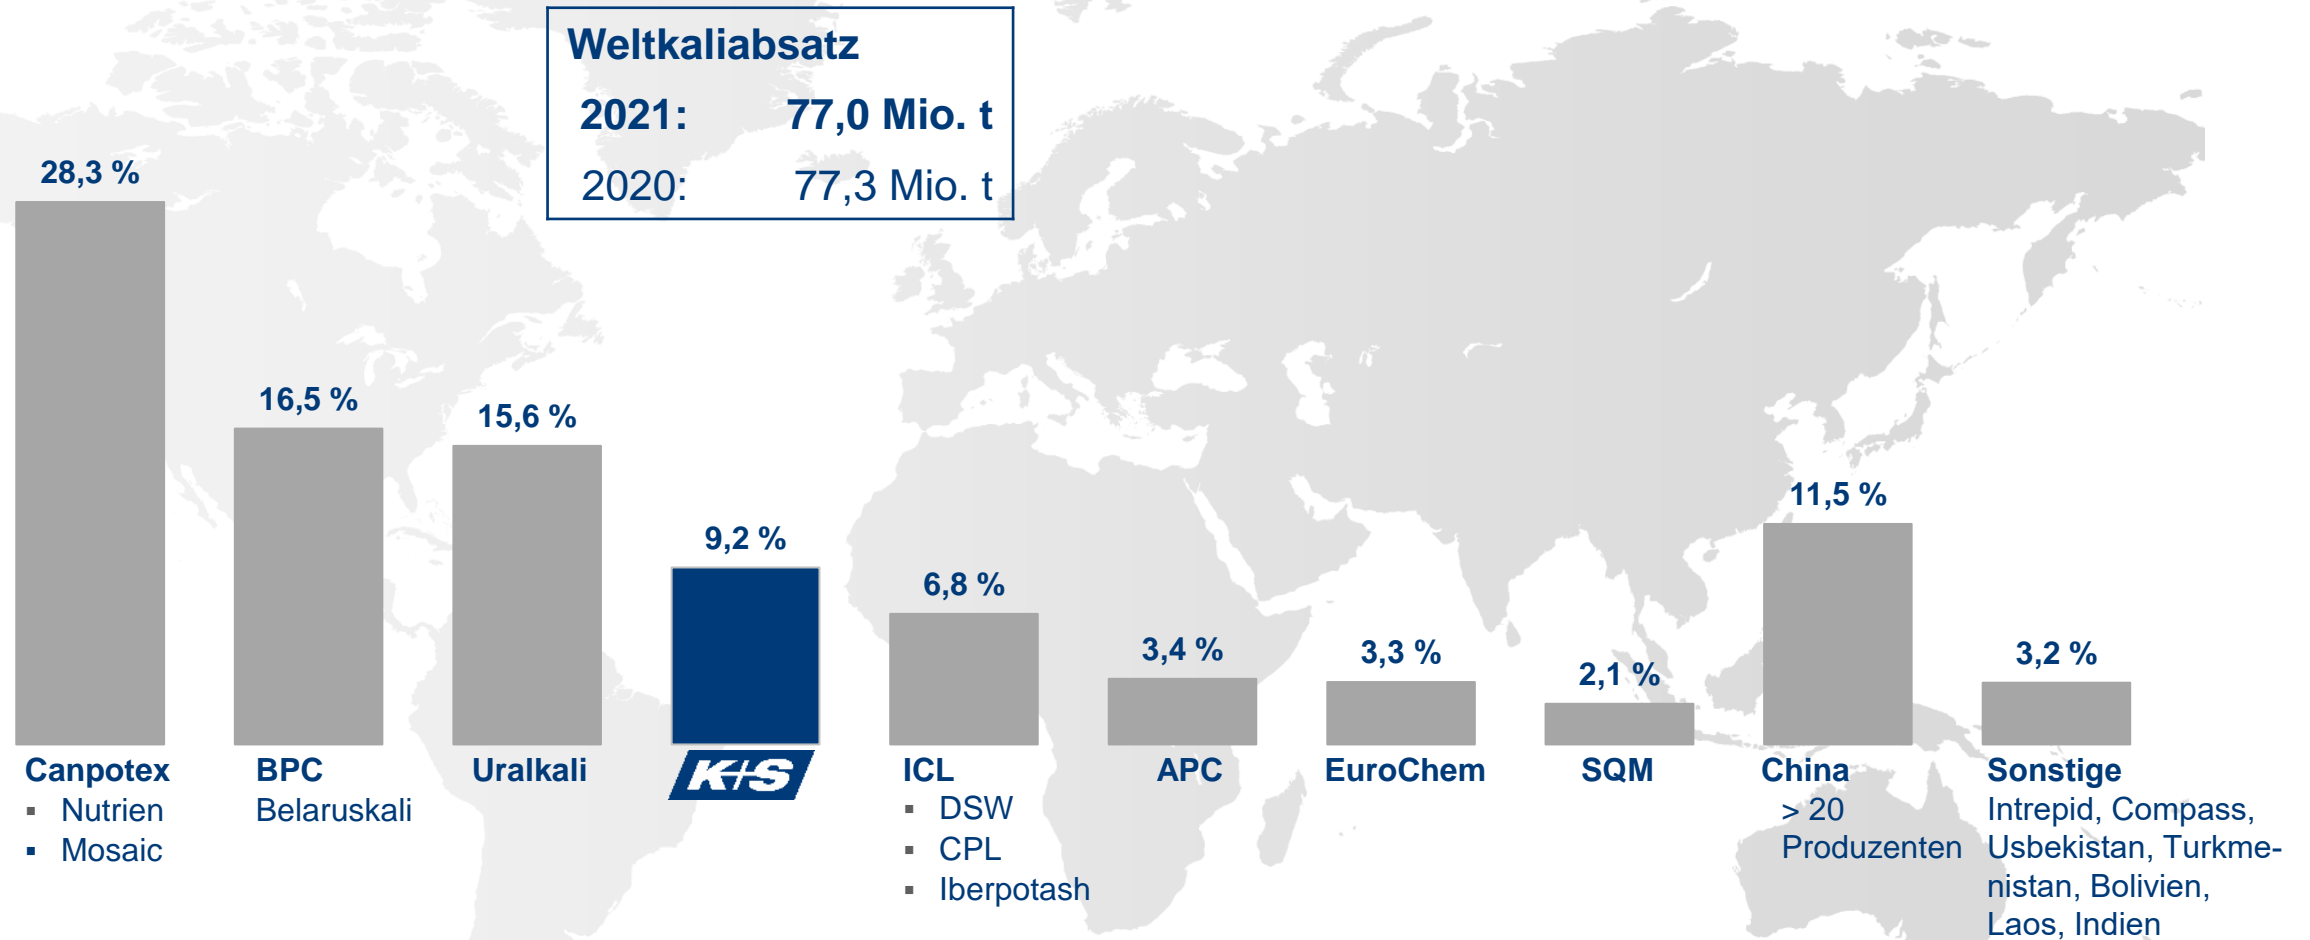 Weltkaliabsatz
2021: 77,0 Mio. t
2020: 77,3 Mio. t
28,3 %
16,5 %
15,6 %
9,2 %
6,8 %
3,4 %
3,3 %
2,1 %
11,5 %
3,2 %
Canpotex
▪ Nutrien
▪ Mosaic
BPC
Belaruskali
Uralkali
K+S
ICL
▪ DSW
▪ CPL
▪ Iberpotash
APC
EuroChem
SQM
China
> 20
Produzenten
Sonstige
Intrepid, Compass,
Usbekistan, Turkme-
nistan, Bolivien,
Laos, Indien